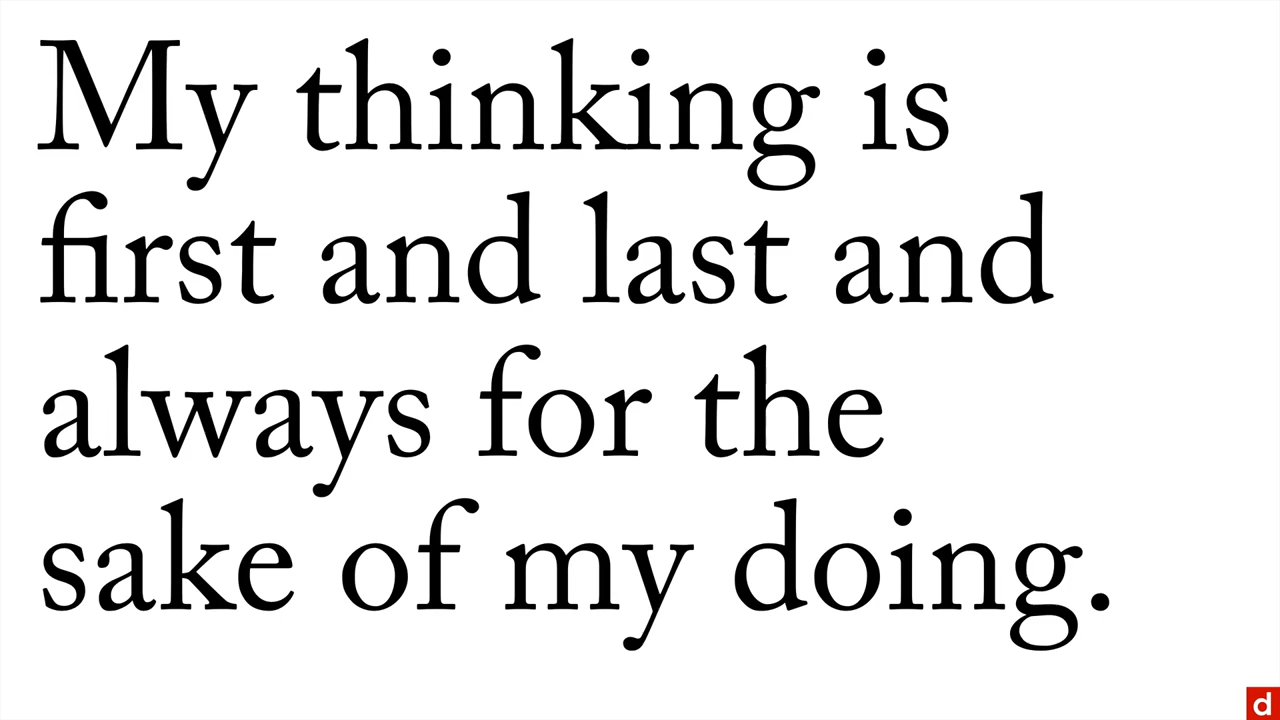 My thinking is
first and last and
always for the
sake of my doing.
d